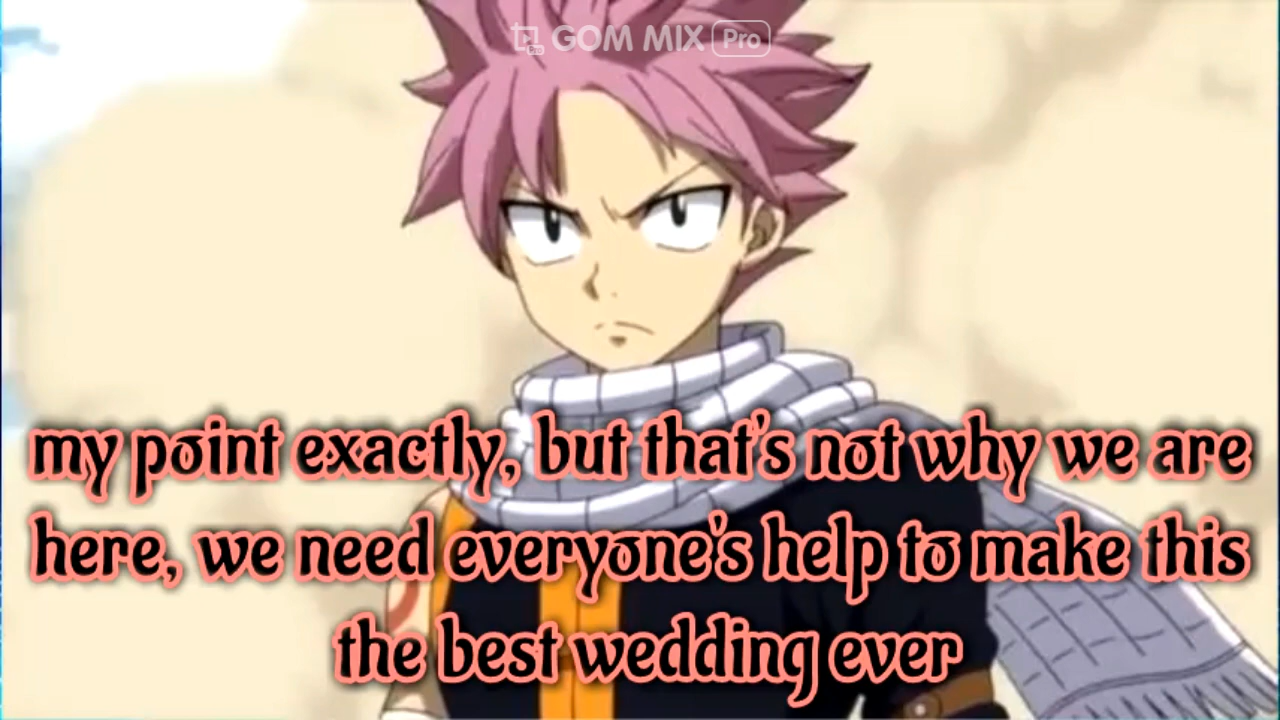 GOM MIX Pro
my point exactly, but that's not why we are
here, we need everyone's help to make this
the best wedding ever